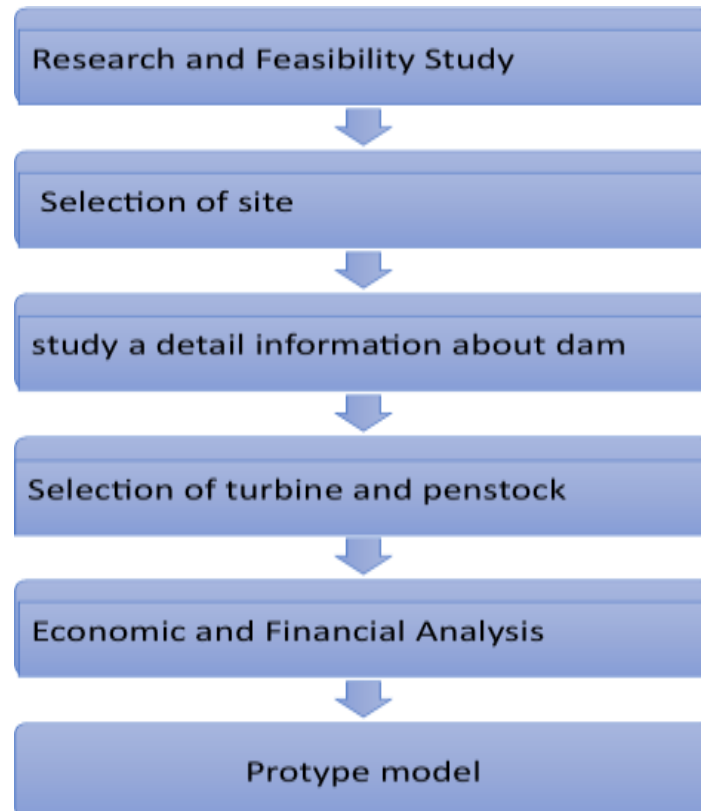 Research and Feasibility Study
Selection of site
study a detail information about dam
Selection of turbine and penstock
Economic and Financial Analysis
Protype model